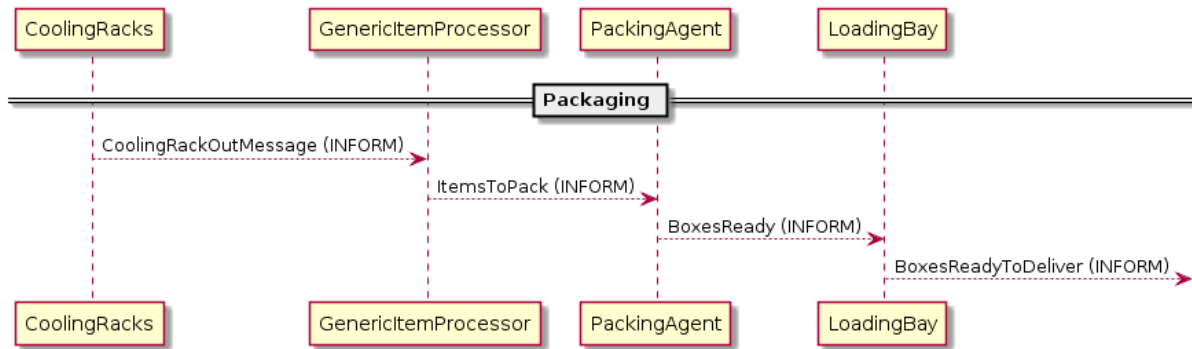 CoolingRacks GenericItemProcessor PackingAgent LoadingBay
Packaging
CoolingRackOutMessage (INFORM)
ItemsToPack (INFORM)
BoxesReady (INFORM)
BoxesReadyToDeliver (INFORM)
CoolingRacks GenericItemProcessor PackingAgent LoadingBay